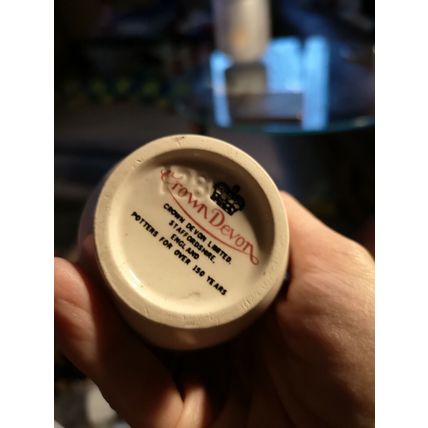 Crown Devon
CROWN DEVON LIMITED.
STAFFORDSHIRE,
ENGLAND.
POTTERS FOR OVER 150 YEARS